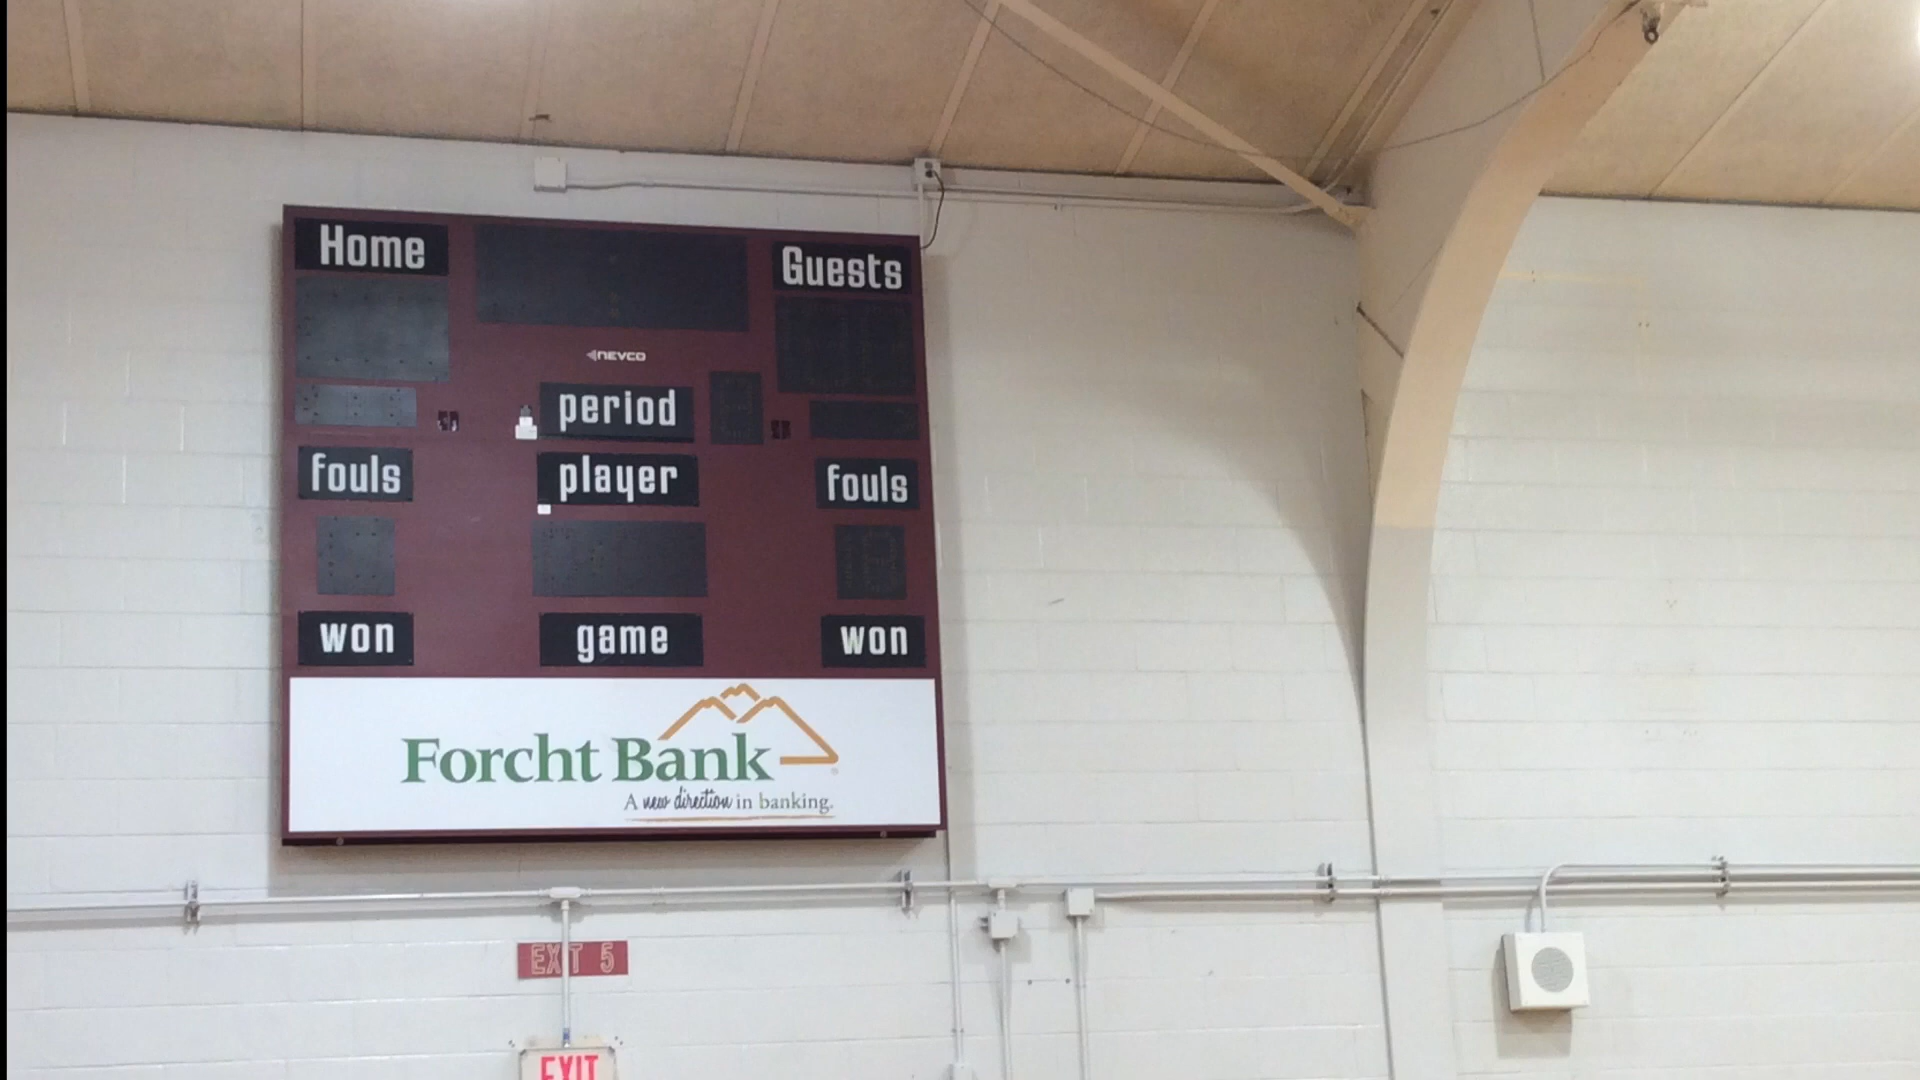 Home
Guests
NEVCO
period
fouls
player
fouls
won
game
won
Forcht Bank
A new direction in banking.
EXIT 5
EXIT